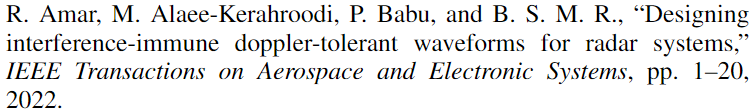 R. Amar, M. Alaee-Kerahroodi, P. Babu, and B. S. M. R., “Designing
interference-immune doppler-tolerant waveforms for radar systems,”
IEEE Transactions on Aerospace and Electronic Systems, pp. 1–20,
2022.